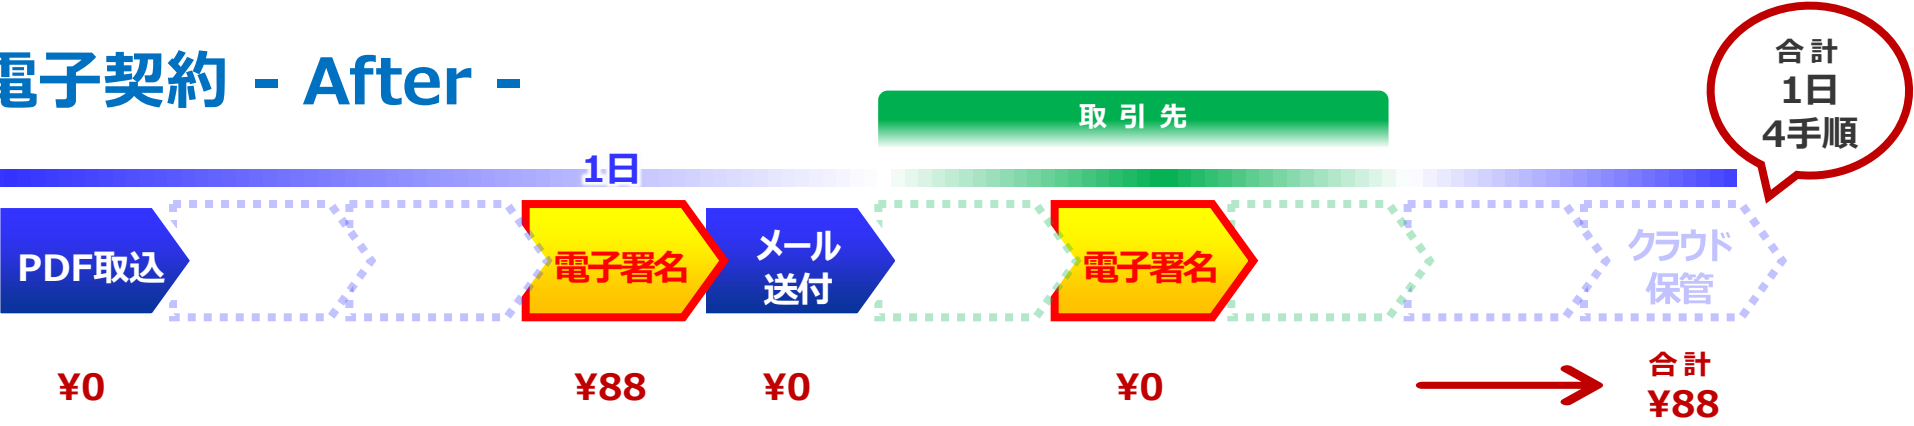 電子契約 - After -
合計
1日
4手順
取引先
1日
PDF取込
電子署名
メール
送付
電子署名
クラウド
保管
¥0
¥88
¥0
¥0
合計
¥88